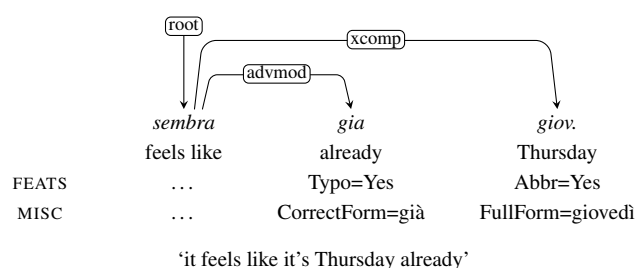 root
xcomp
advmod
sembra gia giov.
feels like already Thursday
FEATS ... Typo=Yes Abbr=Yes
MISC ... CorrectForm=già FullForm=giovedì
‘it feels like it’s Thursday already’